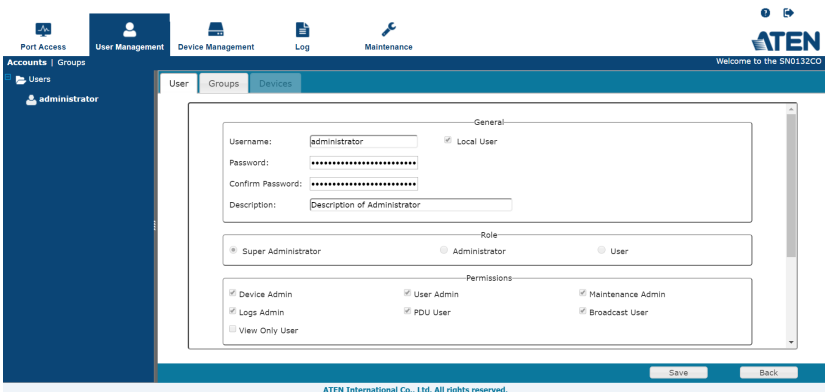 Port Access User Management Device Management Log Maintenance
ATEN
Accounts | Groups Welcome to the SN0132CO
Users
administrator
User Groups Devices
General
Username: administrator Local User
Password: ••••••••••••••••••••••••
Confirm Password: ••••••••••••••••••••••••
Description: Description of Administrator
Role
Super Administrator Administrator User
Permissions
Device Admin User Admin Maintenance Admin
Logs Admin PDU User Broadcast User
View Only User
Save Back
ATEN International Co., Ltd. All rights reserved.